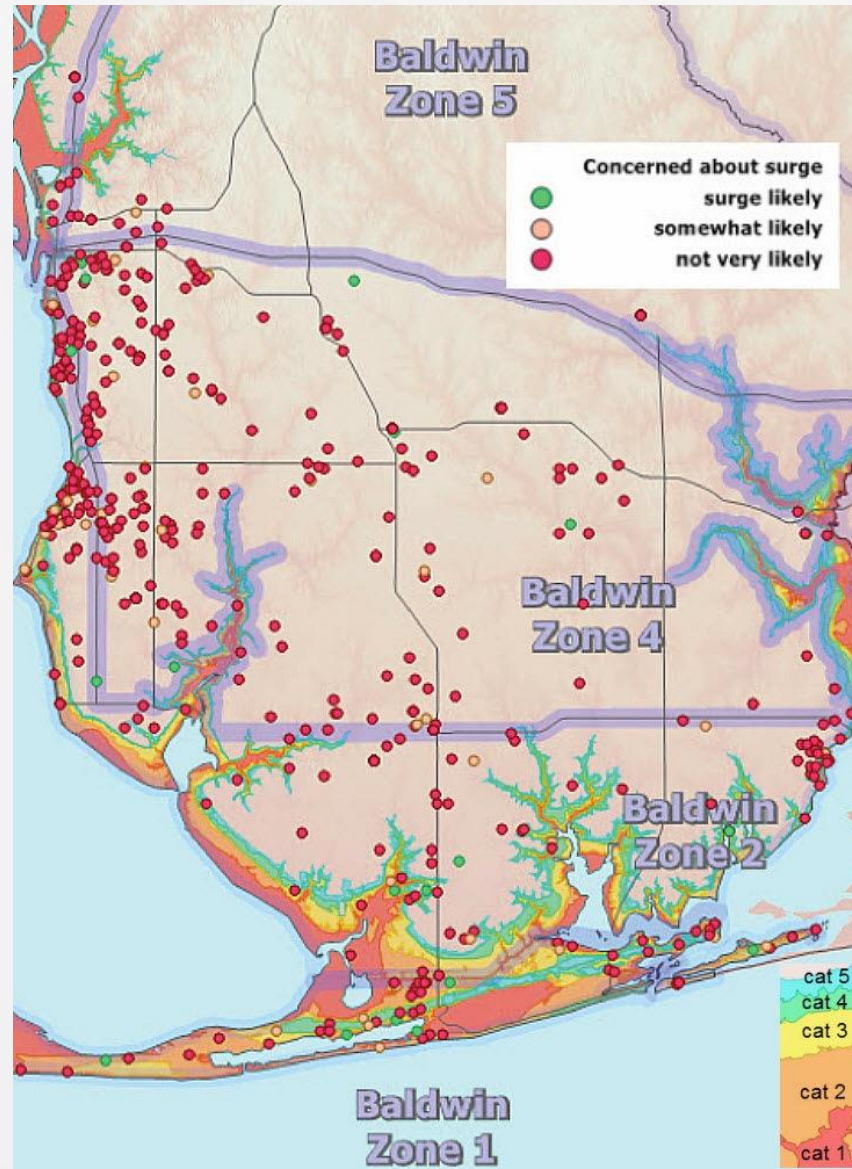 Baldwin
Zone 5
Concerned about surge
surge likely
somewhat likely
not very likely
Baldwin
Zone 4
Baldwin
Zone 2
cat 5
cat 4
cat 3
cat 2
cat 1
Baldwin
Zone 1